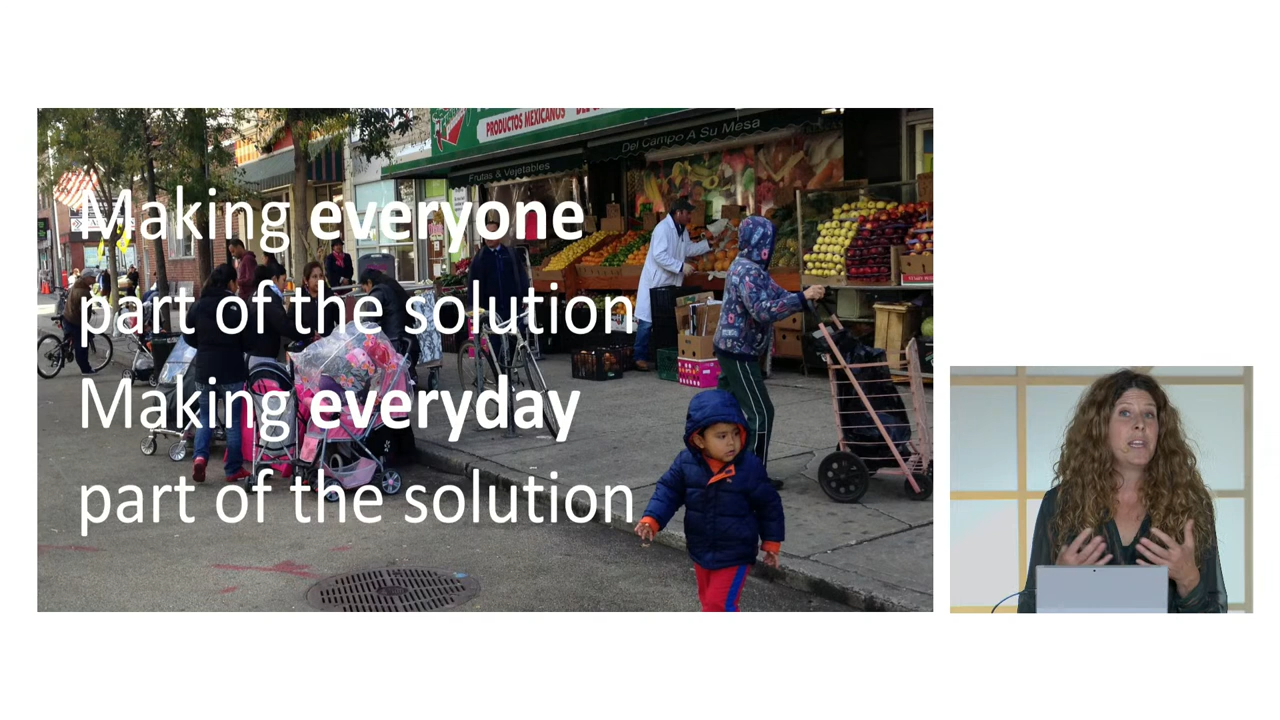 PRODUCTOS MEXICANOS
Del Campo A Su Mesa
Frutas & Vegetables
Making everyone
part of the solution
Making everyday
part of the solution